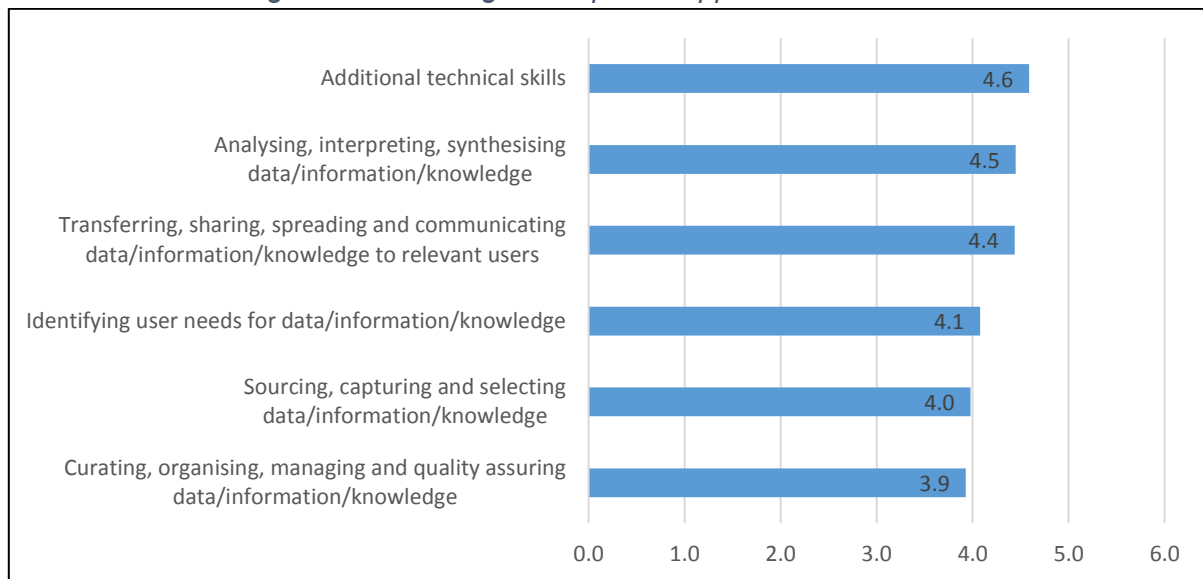 Additional technical skills
4.6
Analysing, interpreting, synthesising
data/information/knowledge
4.5
Transferring, sharing, spreading and communicating
data/information/knowledge to relevant users
4.4
Identifying user needs for data/information/knowledge
4.1
Sourcing, capturing and selecting
data/information/knowledge
4.0
Curating, organising, managing and quality assuring
data/information/knowledge
3.9
0.0 1.0 2.0 3.0 4.0 5.0 6.0